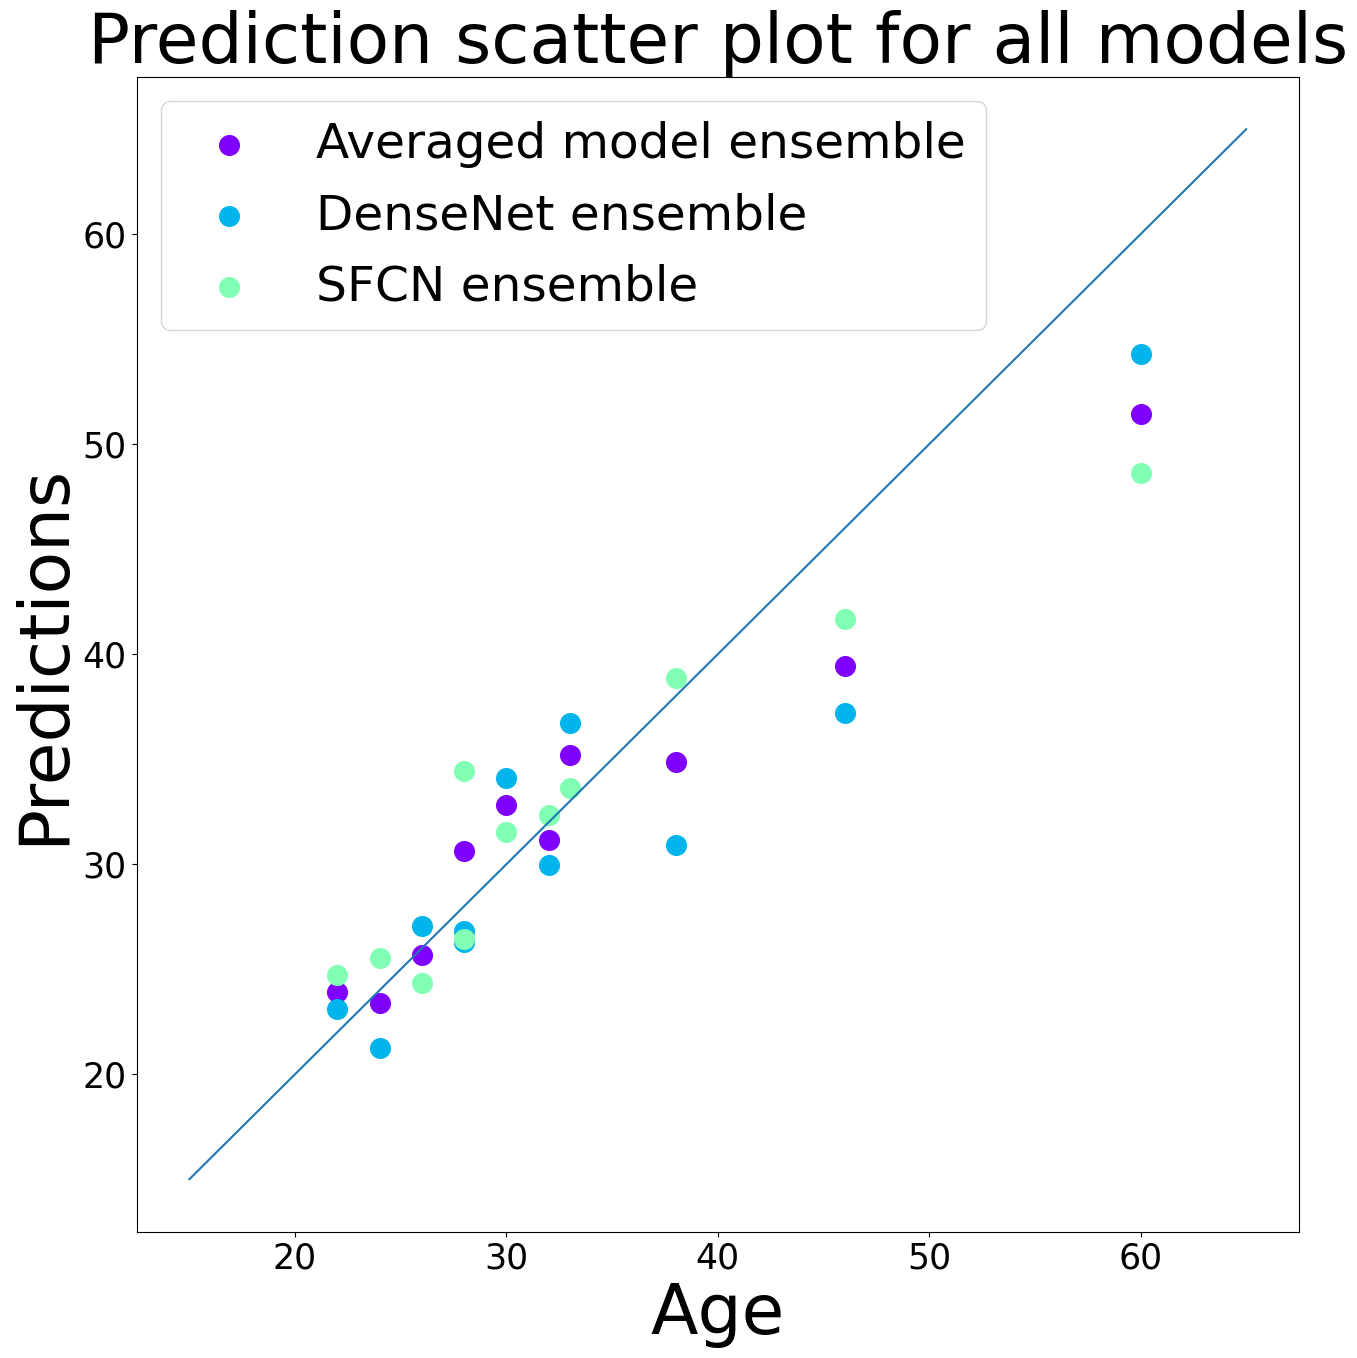 Prediction scatter plot for all models
Averaged model ensemble
DenseNet ensemble
SFCN ensemble
Predictions
60
50
40
30
20
20 30 40 50 60
Age